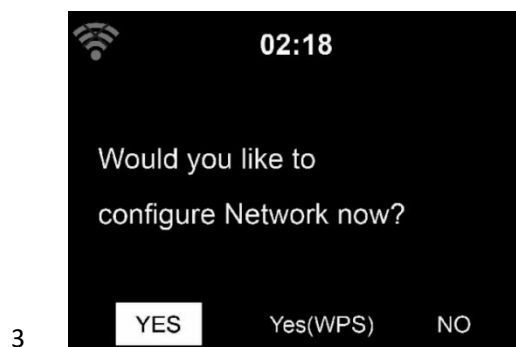 02:18
Would you like to
configure Network now?
YES Yes(WPS) NO
3